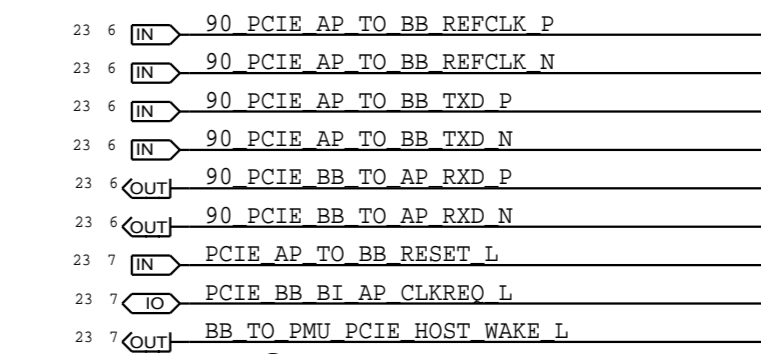 23 6 IN 90_PCIE_AP_TO_BB_REFCLK_P
23 6 IN 90_PCIE_AP_TO_BB_REFCLK_N
23 6 IN 90_PCIE_AP_TO_BB_TXD_P
23 6 IN 90_PCIE_AP_TO_BB_TXD_N
23 6 OUT 90_PCIE_BB_TO_AP_RXD_P
23 6 OUT 90_PCIE_BB_TO_AP_RXD_N
23 7 IN PCIE_AP_TO_BB_RESET_L
23 7 IO PCIE_BB_BI_AP_CLKREQ_L
23 7 OUT BB_TO_PMU_PCIE_HOST_WAKE_L